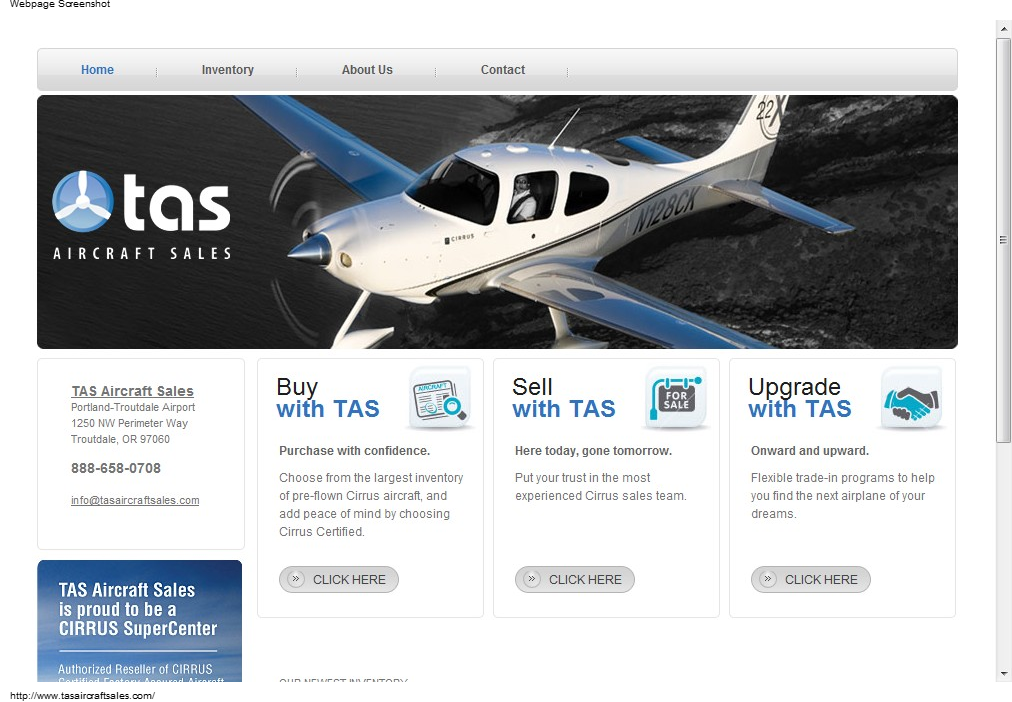 Webpage Screenshot
Home
Inventory
About Us
Contact
22X
N128CK
CIRRUS
tas
AIRCRAFT SALES
TAS Aircraft Sales
Portland-Troutdale Airport
1250 NW Perimeter Way
Troutdale, OR 97060
888-658-0708
info@tasaircraftsales.com
TAS Aircraft Sales
is proud to be a
CIRRUS SuperCenter
Authorized Reseller of CIRRUS
Certified Factory Assured Aircraft
Buy
with TAS
AIRCRAFT
Purchase with confidence.
Choose from the largest inventory
of pre-flown Cirrus aircraft, and
add peace of mind by choosing
Cirrus Certified.
CLICK HERE
Sell
with TAS
FOR
SALE
Here today, gone tomorrow.
Put your trust in the most
experienced Cirrus sales team.
CLICK HERE
Upgrade
with TAS
Onward and upward.
Flexible trade-in programs to help
you find the next airplane of your
dreams.
CLICK HERE
OUR NEWEST INVENTORY
http://www.tasaircraftsales.com/